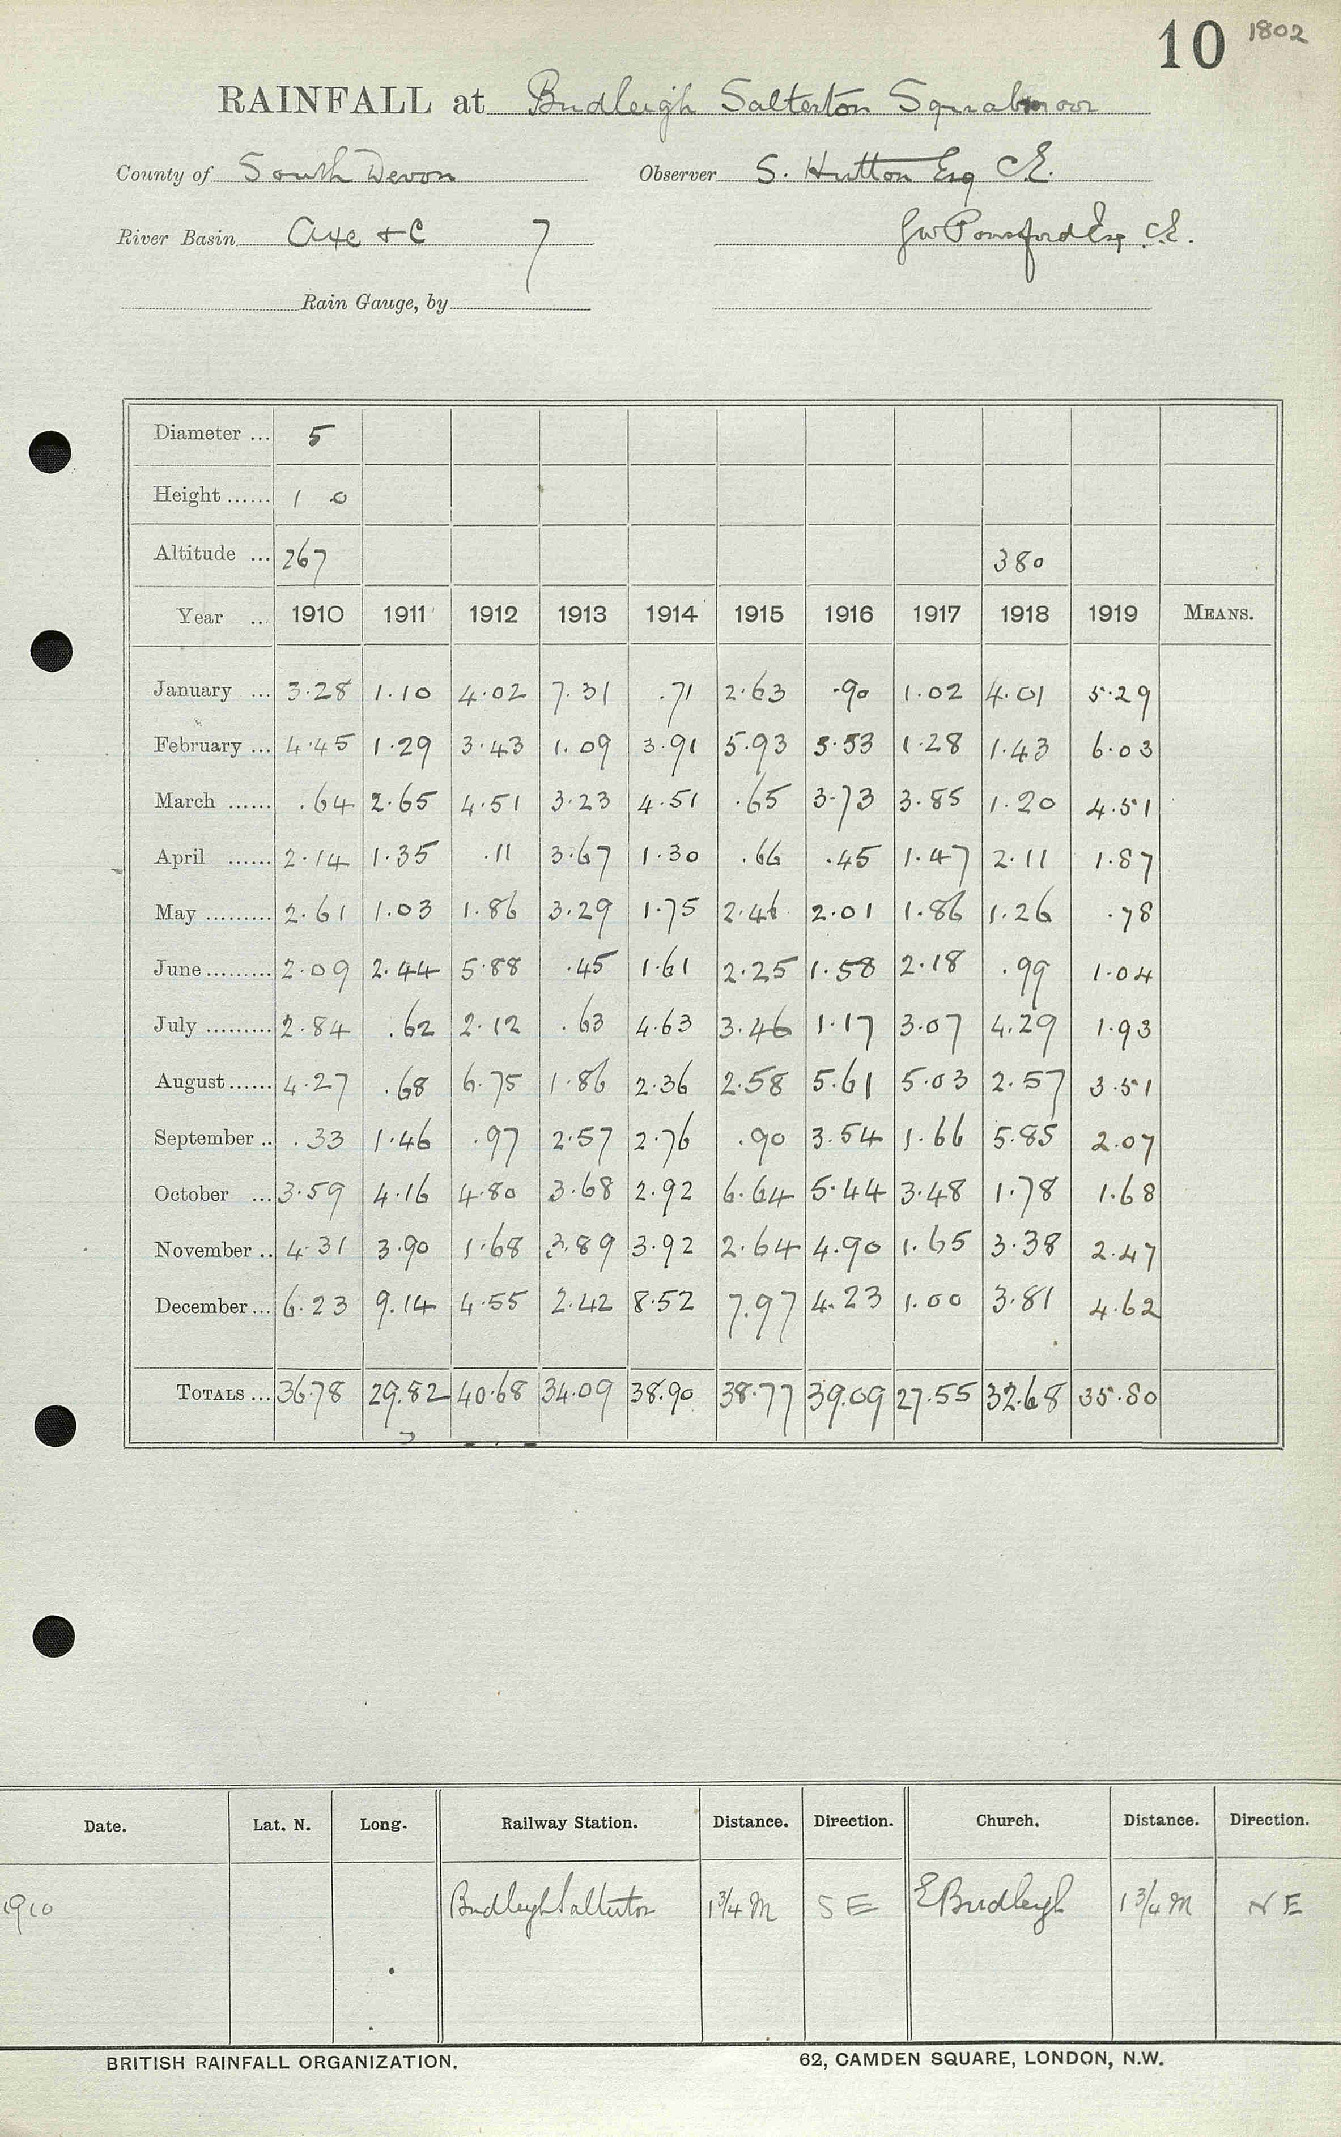 10 1802
RAINFALL at Budleigh Salterton Squabmoor
County of South Devon Observer S. Hutton Esq C.E.
River Basin Axe & C 7 GW Ponsford Esq C.E.
Rain Gauge, by
Diameter ... 5
Height ...... 1 0
Altitude ... 267 380
Year ... 1910 1911 1912 1913 1914 1915 1916 1917 1918 1919 MEANS.
January ... 3.28 1.10 4.02 7.31 .71 2.63 .90 1.02 4.01 5.29
February ... 4.45 1.29 3.43 1.09 3.91 5.93 5.53 1.28 1.43 6.03
March ...... .64 2.65 4.51 3.23 4.51 .65 3.73 3.85 1.20 4.51
April ...... 2.14 1.35 .11 3.67 1.30 .66 .45 1.47 2.11 1.87
May ......... 2.61 1.03 1.86 3.29 1.75 2.46 2.01 1.86 1.26 .78
June ......... 2.09 2.44 5.88 .45 1.61 2.25 1.58 2.18 .99 1.04
July ......... 2.84 .62 2.12 .63 4.63 3.46 1.17 3.07 4.29 1.93
August ...... 4.27 .68 6.75 1.86 2.36 2.58 5.61 5.03 2.57 3.51
September .. .33 1.46 .97 2.57 2.76 .90 3.54 1.66 5.85 2.07
October ... 3.59 4.16 4.80 3.68 2.92 6.64 5.44 3.48 1.78 1.68
November .. 4.31 3.90 1.68 3.89 3.92 2.64 4.90 1.65 3.38 2.47
December ... 6.23 9.14 4.55 2.42 8.52 7.97 4.23 1.00 3.81 4.62
TOTALS ... 36.78 29.82 40.68 34.09 38.90 38.77 39.09 27.55 32.68 35.80
Date. Lat. N. Long. Railway Station. Distance. Direction. Church. Distance. Direction.
1910 Budleigh Salterton 1 3/4 M S E E Budleigh 1 3/4 M N E
BRITISH RAINFALL ORGANIZATION. 62, CAMDEN SQUARE, LONDON, N.W.